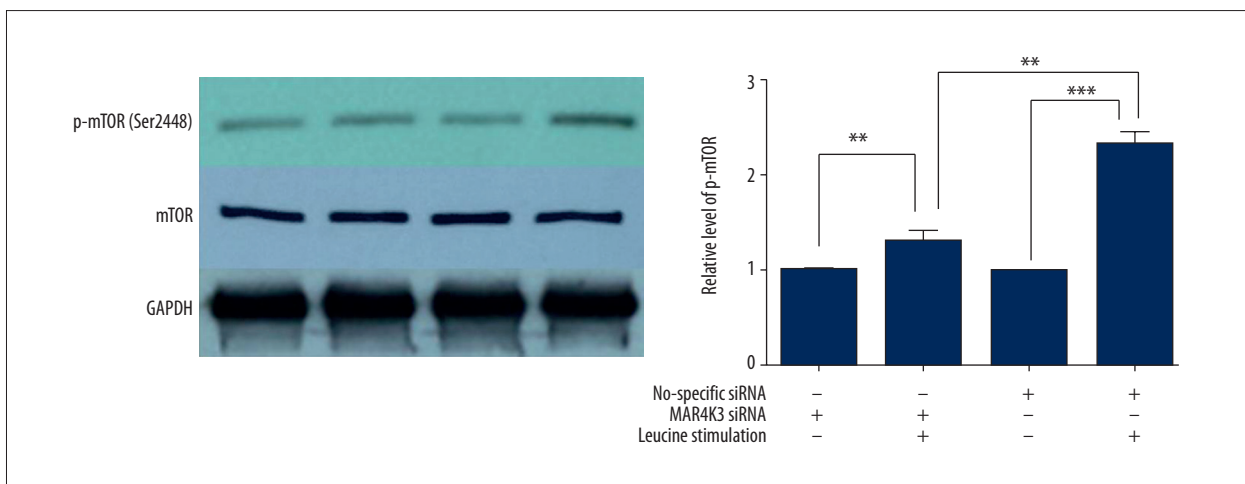 p-mTOR (Ser2448)
mTOR
GAPDH
Relative level of p-mTOR
3
2
1
0
**
**
***
No-specific siRNA – – + +
MAR4K3 siRNA + + – –
Leucine stimulation – + – +